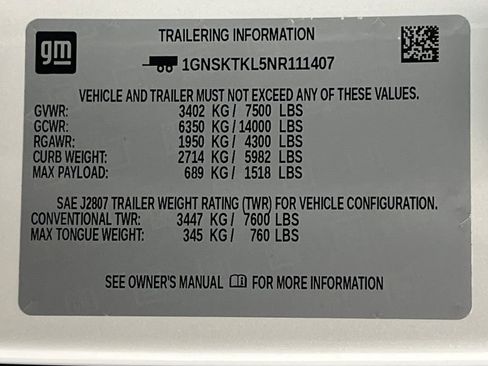 gm
TRAILERING INFORMATION
1GNSKTKL5NR111407
VEHICLE AND TRAILER MUST NOT EXCEED ANY OF THESE VALUES.
GVWR: 3402 KG / 7500 LBS
GCWR: 6350 KG / 14000 LBS
RGAWR: 1950 KG / 4300 LBS
CURB WEIGHT: 2714 KG / 5982 LBS
MAX PAYLOAD: 689 KG / 1518 LBS
SAE J2807 TRAILER WEIGHT RATING (TWR) FOR VEHICLE CONFIGURATION.
CONVENTIONAL TWR: 3447 KG / 7600 LBS
MAX TONGUE WEIGHT: 345 KG / 760 LBS
SEE OWNER'S MANUAL FOR MORE INFORMATION